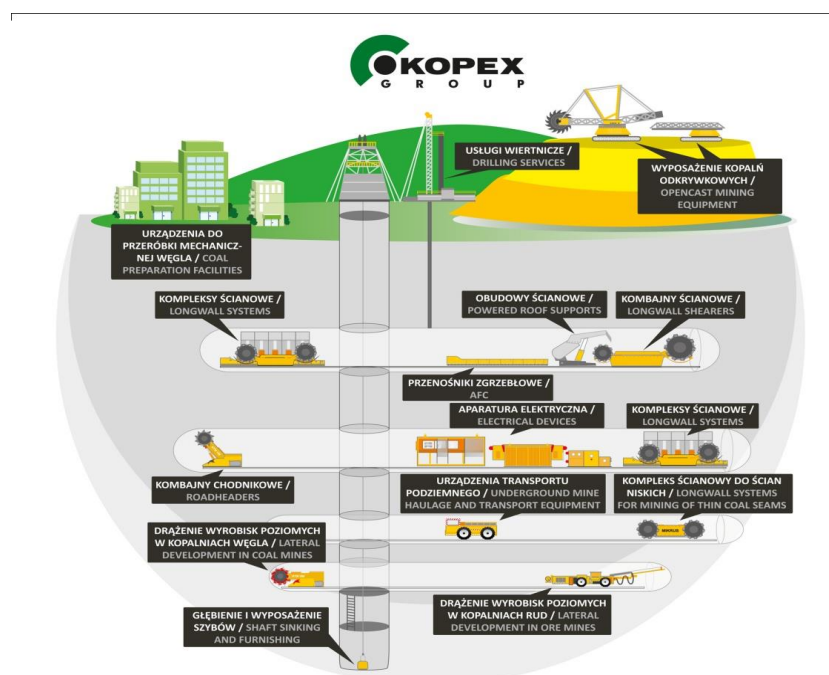 KOPEX
GROUP
USŁUGI WIERTNICZE /
DRILLING SERVICES
WYPOSAŻENIE KOPALŃ
ODKRYWKOWYCH /
OPENCAST MINING
EQUIPMENT
URZĄDZENIA DO
PRZERÓBKI MECHANICZ-
NEJ WĘGLA / COAL
PREPARATION FACILITIES
KOMPLEKSY ŚCIANOWE /
LONGWALL SYSTEMS
OBUDOWY ŚCIANOWE /
POWERED ROOF SUPPORTS
KOMBAJNY ŚCIANOWE /
LONGWALL SHEARERS
PRZENOŚNIKI ZGRZEBŁOWE /
AFC
APARATURA ELEKTRYCZNA /
ELECTRICAL DEVICES
KOMPLEKSY ŚCIANOWE /
LONGWALL SYSTEMS
KOMBAJNY CHODNIKOWE /
ROADHEADERS
URZĄDZENIA TRANSPORTU
PODZIEMNEGO / UNDERGROUND MINE
HAULAGE AND TRANSPORT EQUIPMENT
KOMPLEKS ŚCIANOWY DO ŚCIAN
NISKICH / LONGWALL SYSTEMS
FOR MINING OF THIN COAL SEAMS
MIKRUS
DRĄŻENIE WYROBISK POZIOMYCH
W KOPALNIACH WĘGLA / LATERAL
DEVELOPMENT IN COAL MINES
DRĄŻENIE WYROBISK POZIOMYCH
W KOPALNIACH RUD / LATERAL
DEVELOPMENT IN ORE MINES
GŁĘBIENIE I WYPOSAŻENIE
SZYBÓW / SHAFT SINKING
AND FURNISHING